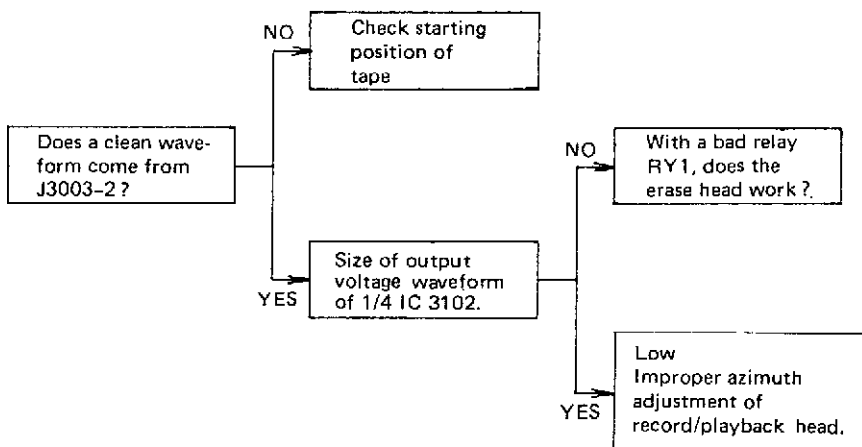 NO
Check starting
position of
tape
Does a clean wave-
form come from
J3003-2?
YES
Size of output
voltage waveform
of 1/4 IC 3102.
NO
With a bad relay
RY1, does the
erase head work?.
YES
Low
Improper azimuth
adjustment of
record/playback head.